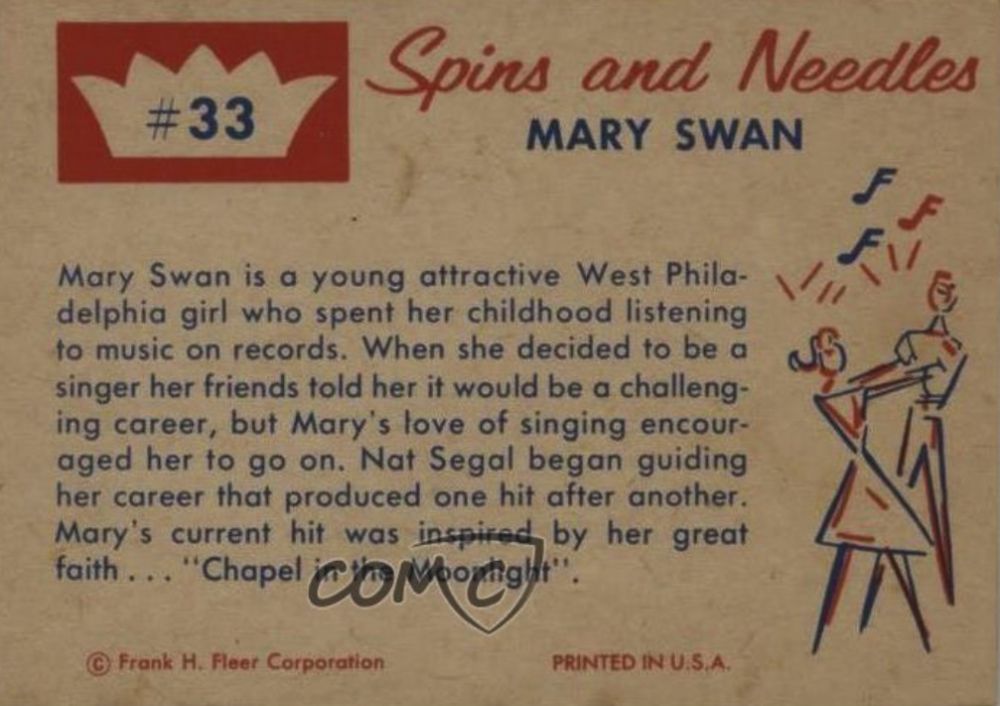 #33
Spins and Needles
MARY SWAN
Mary Swan is a young attractive West Phila-
delphia girl who spent her childhood listening
to music on records. When she decided to be a
singer her friends told her it would be a challeng-
ing career, but Mary's love of singing encour-
aged her to go on. Nat Segal began guiding
her career that produced one hit after another.
Mary's current hit was inspired by her great
faith . . . "Chapel in the Moonlight".
COMC
© Frank H. Fleer Corporation
PRINTED IN U.S.A.